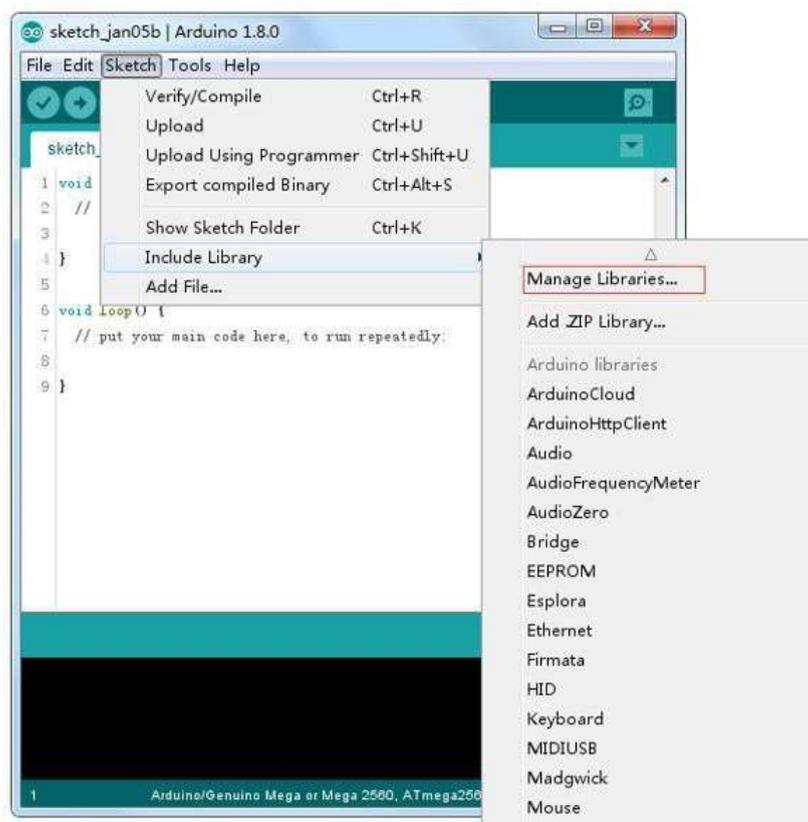 sketch_jan05b | Arduino 1.8.0
File Edit Sketch Tools Help
Verify/Compile Ctrl+R
Upload Ctrl+U
Upload Using Programmer Ctrl+Shift+U
Export compiled Binary Ctrl+Alt+S
Show Sketch Folder Ctrl+K
Include Library
Add File...
sketch_
1 void
2 //
3
4 }
5
6 void loop() {
7 // put your main code here, to run repeatedly:
8
9 }
Manage Libraries...
Add .ZIP Library...
Arduino libraries
ArduinoCloud
ArduinoHttpClient
Audio
AudioFrequencyMeter
AudioZero
Bridge
EEPROM
Esplora
Ethernet
Firmata
HID
Keyboard
MIDIUSB
Madgwick
Mouse
1 Arduino/Genuino Mega or Mega 2560, ATmega256